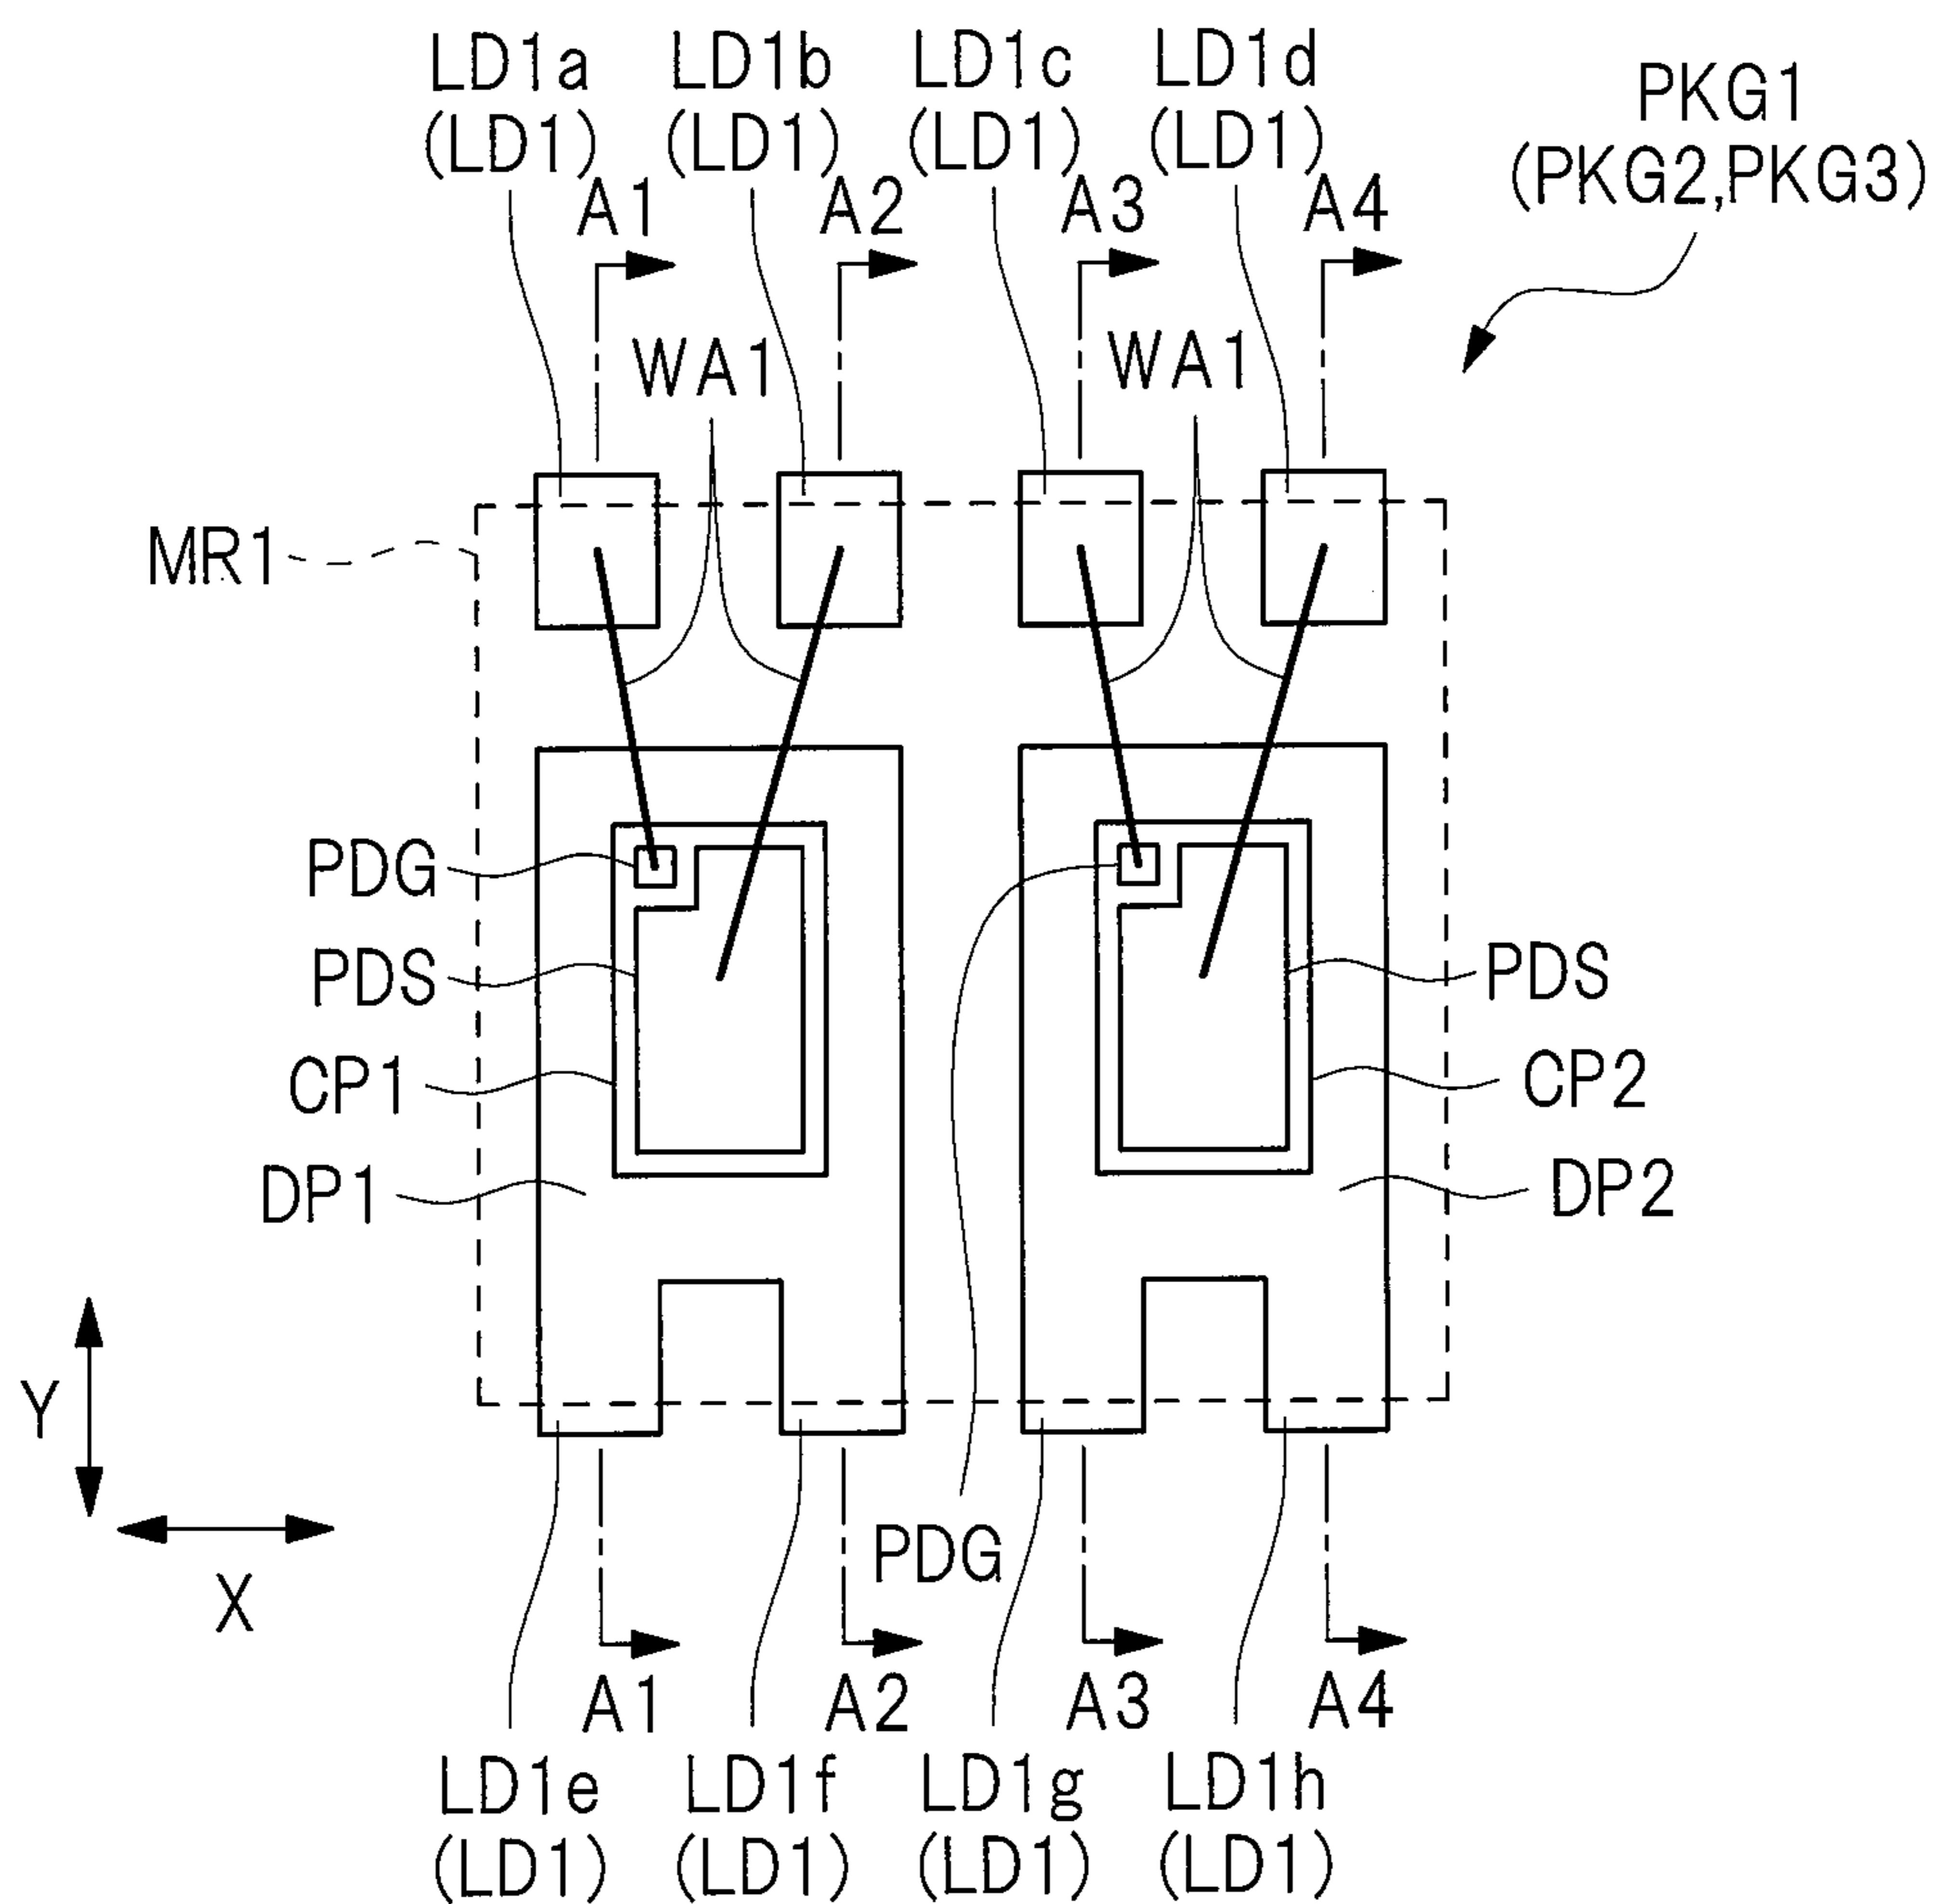 LD1a LD1b LD1c LD1d
(LD1) (LD1) (LD1) (LD1)
PKG1
(PKG2,PKG3)
A1 A2 A3 A4
WA1 WA1
MR1
PDG
PDS PDS
CP1 CP2
DP1 DP2
Y
X
PDG
A1 A2 A3 A4
LD1e LD1f LD1g LD1h
(LD1) (LD1) (LD1) (LD1)